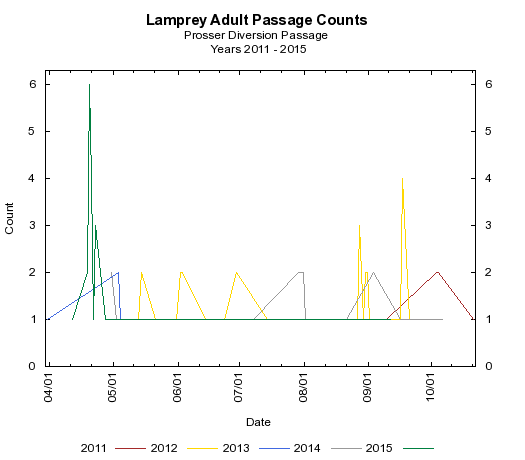 Lamprey Adult Passage Counts
Prosser Diversion Passage
Years 2011 - 2015
6 6
5 5
4 4
3 3
2 2
1 1
0 0
Count
04/01 05/01 06/01 07/01 08/01 09/01 10/01
Date
2011 2012 2013 2014 2015